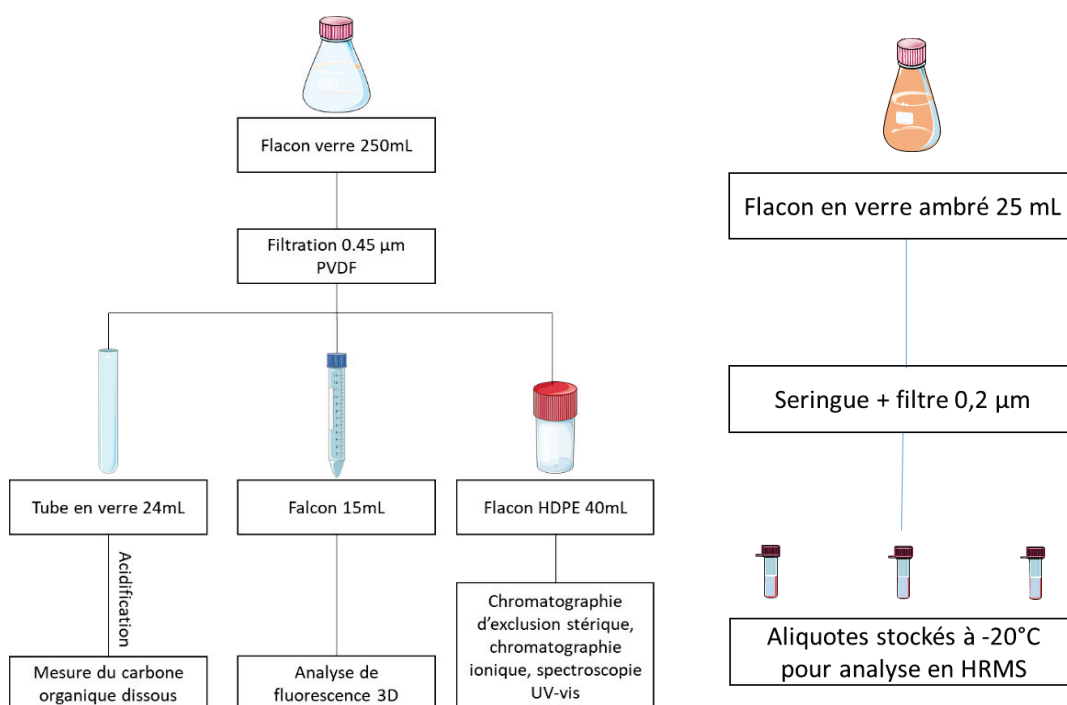 Flacon verre 250mL
Filtration 0.45 µm
PVDF
Tube en verre 24mL
Falcon 15mL
Flacon HDPE 40mL
Acidification
Mesure du carbone
organique dissous
Analyse de
fluorescence 3D
Chromatographie
d'exclusion stérique,
chromatographie
ionique, spectroscopie
UV-vis
Flacon en verre ambré 25 mL
Seringue + filtre 0,2 µm
Aliquotes stockés à -20°C
pour analyse en HRMS